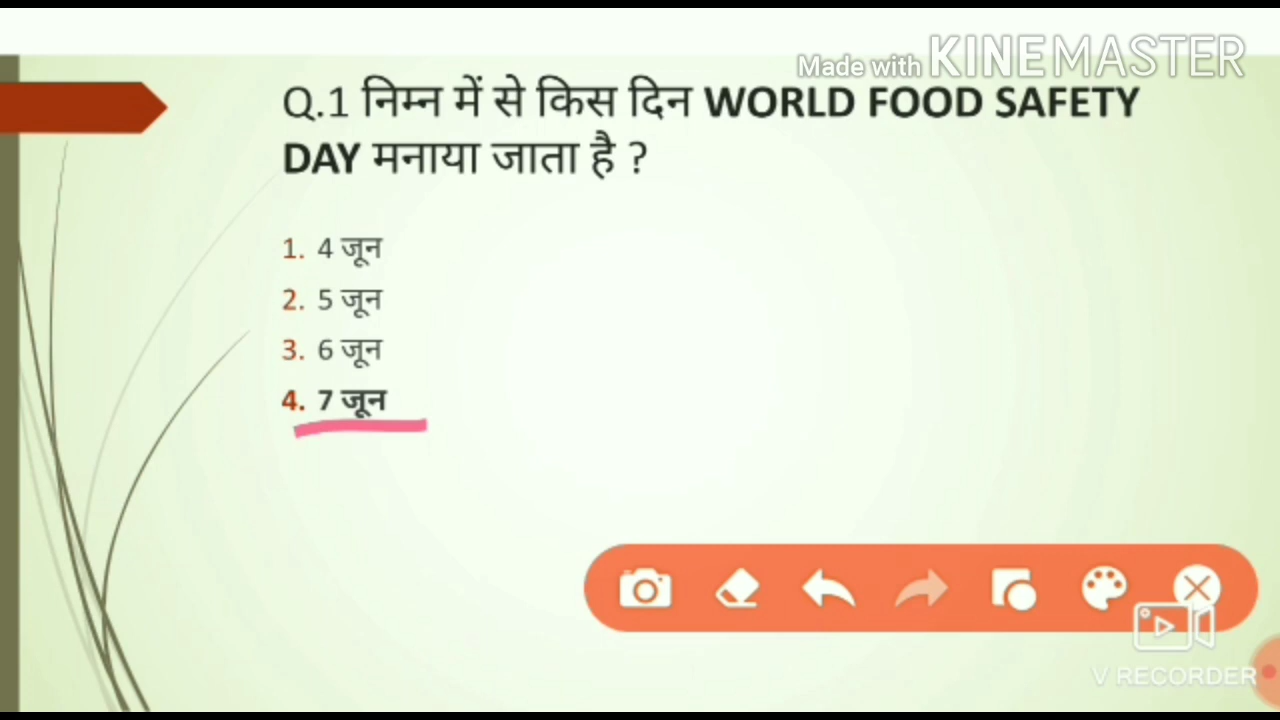 Made with KINEMASTER
Q.1 निम्न में से किस दिन WORLD FOOD SAFETY
DAY मनाया जाता है ?
1. 4 जून
2. 5 जून
3. 6 जून
4. 7 जून
V RECORDER